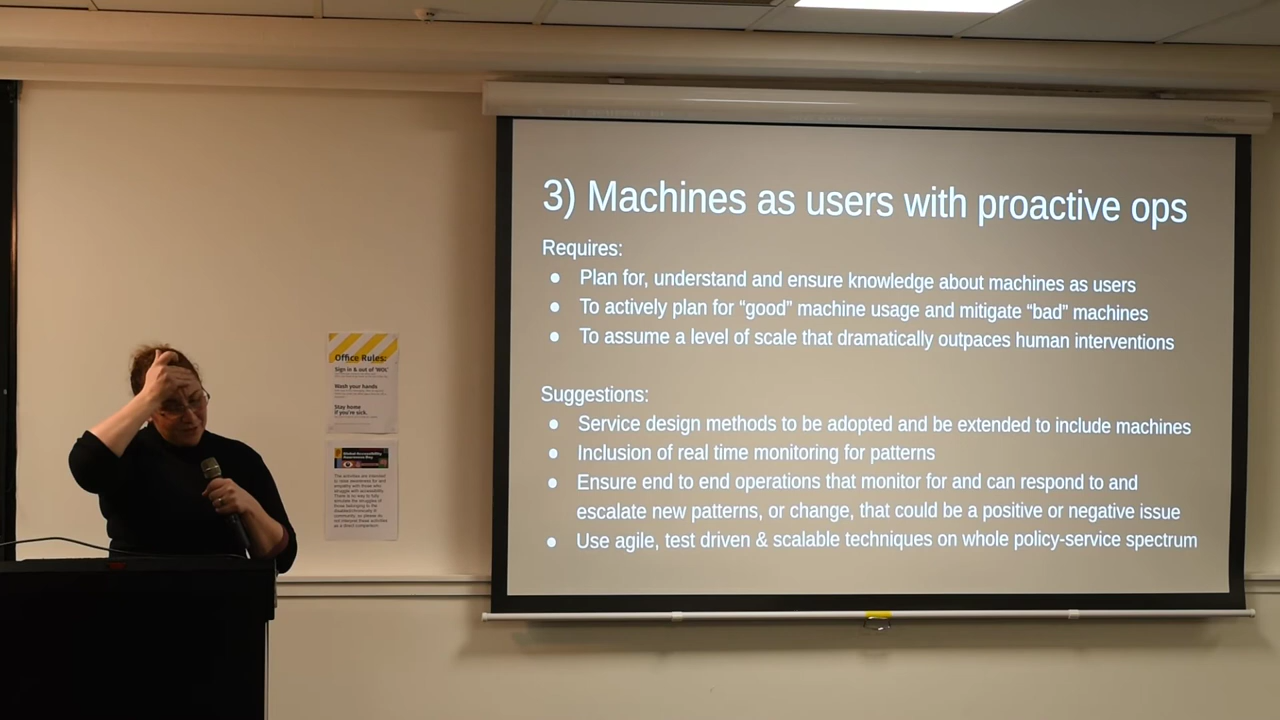 3) Machines as users with proactive ops
Requires:
● Plan for, understand and ensure knowledge about machines as users
● To actively plan for “good” machine usage and mitigate “bad” machines
● To assume a level of scale that dramatically outpaces human interventions
Suggestions:
● Service design methods to be adopted and be extended to include machines
● Inclusion of real time monitoring for patterns
● Ensure end to end operations that monitor for and can respond to and
escalate new patterns, or change, that could be a positive or negative issue
● Use agile, test driven & scalable techniques on whole policy-service spectrum
Office Rules:
Sign in & out of 'WOL'
Wash your hands
Stay home
if you're sick.
Global Accessibility
Awareness Day